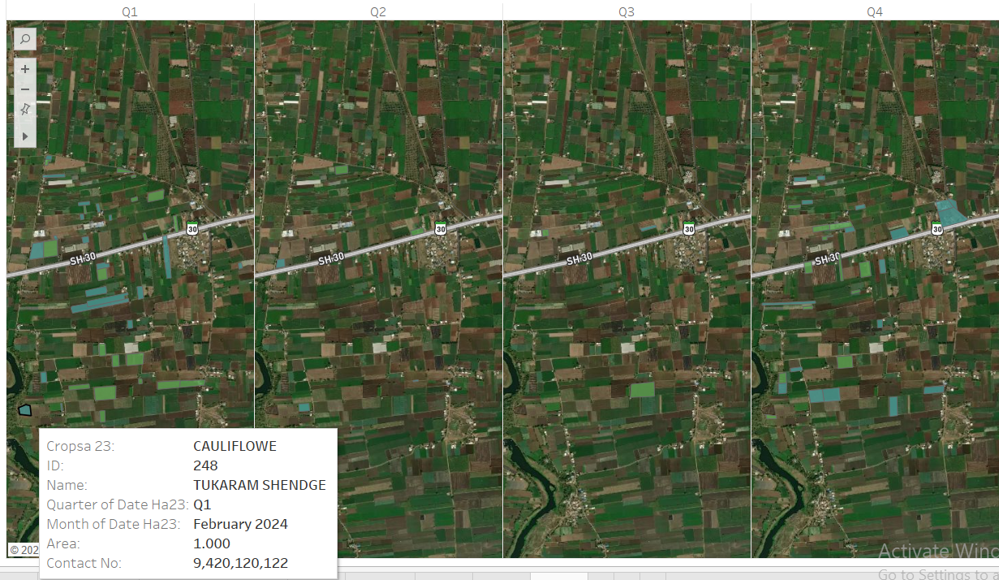 Q1 Q2 Q3 Q4
30 30 30 30
SH 30 SH 30 SH 30 SH 30
Cropsa 23: CAULIFLOWE
ID: 248
Name: TUKARAM SHENDGE
Quarter of Date Ha23: Q1
Month of Date Ha23: February 2024
Area: 1.000
Contact No: 9,420,120,122
© 202
Activate Wind
Go to Settings to a